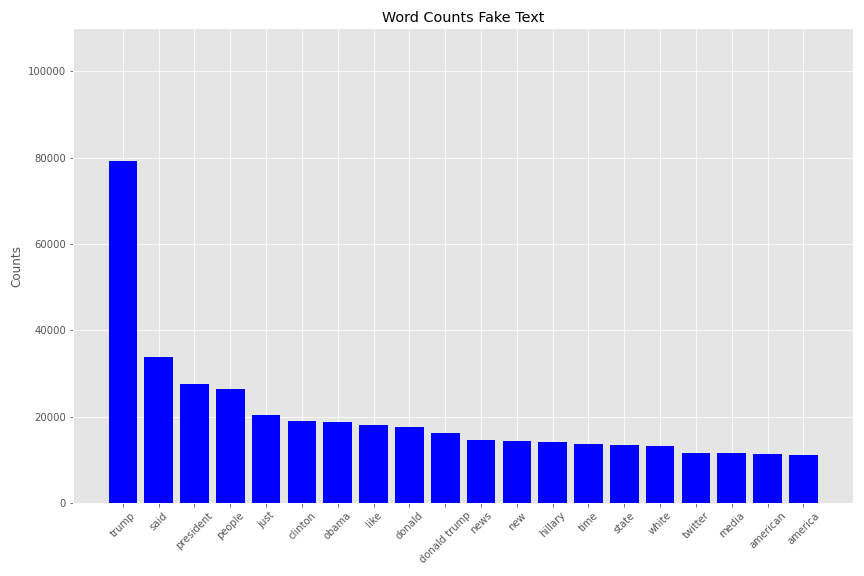 Word Counts Fake Text
100000
80000
60000
40000
20000
0
Counts
trump
said
president
people
just
clinton
obama
like
donald
donald trump
news
new
hillary
time
state
white
twitter
media
american
america